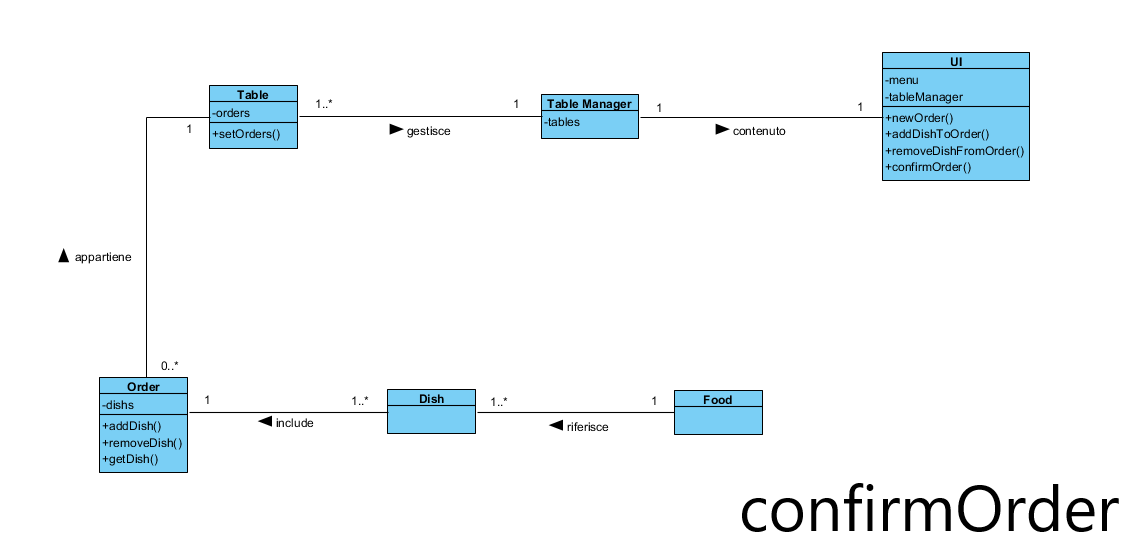 UI
-menu
-tableManager
+newOrder()
+addDishToOrder()
+removeDishFromOrder()
+confirmOrder()
Table
-orders
+setOrders()
1..*
1
gestisce
Table Manager
-tables
1
1
contenuto
1
appartiene
0..*
Order
-dishs
+addDish()
+removeDish()
+getDish()
1
1..*
include
Dish
1..*
1
riferisce
Food
confirmOrder